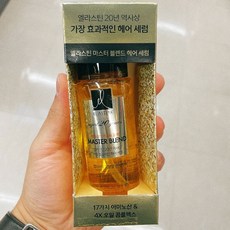 엘라스틴 20년 역사상
가장 효과적인 헤어 세럼
엘라스틴 마스터 블렌드 헤어 세럼
MASTER BLEND
17가지 아미노산 &
4X 오일 콤플렉스